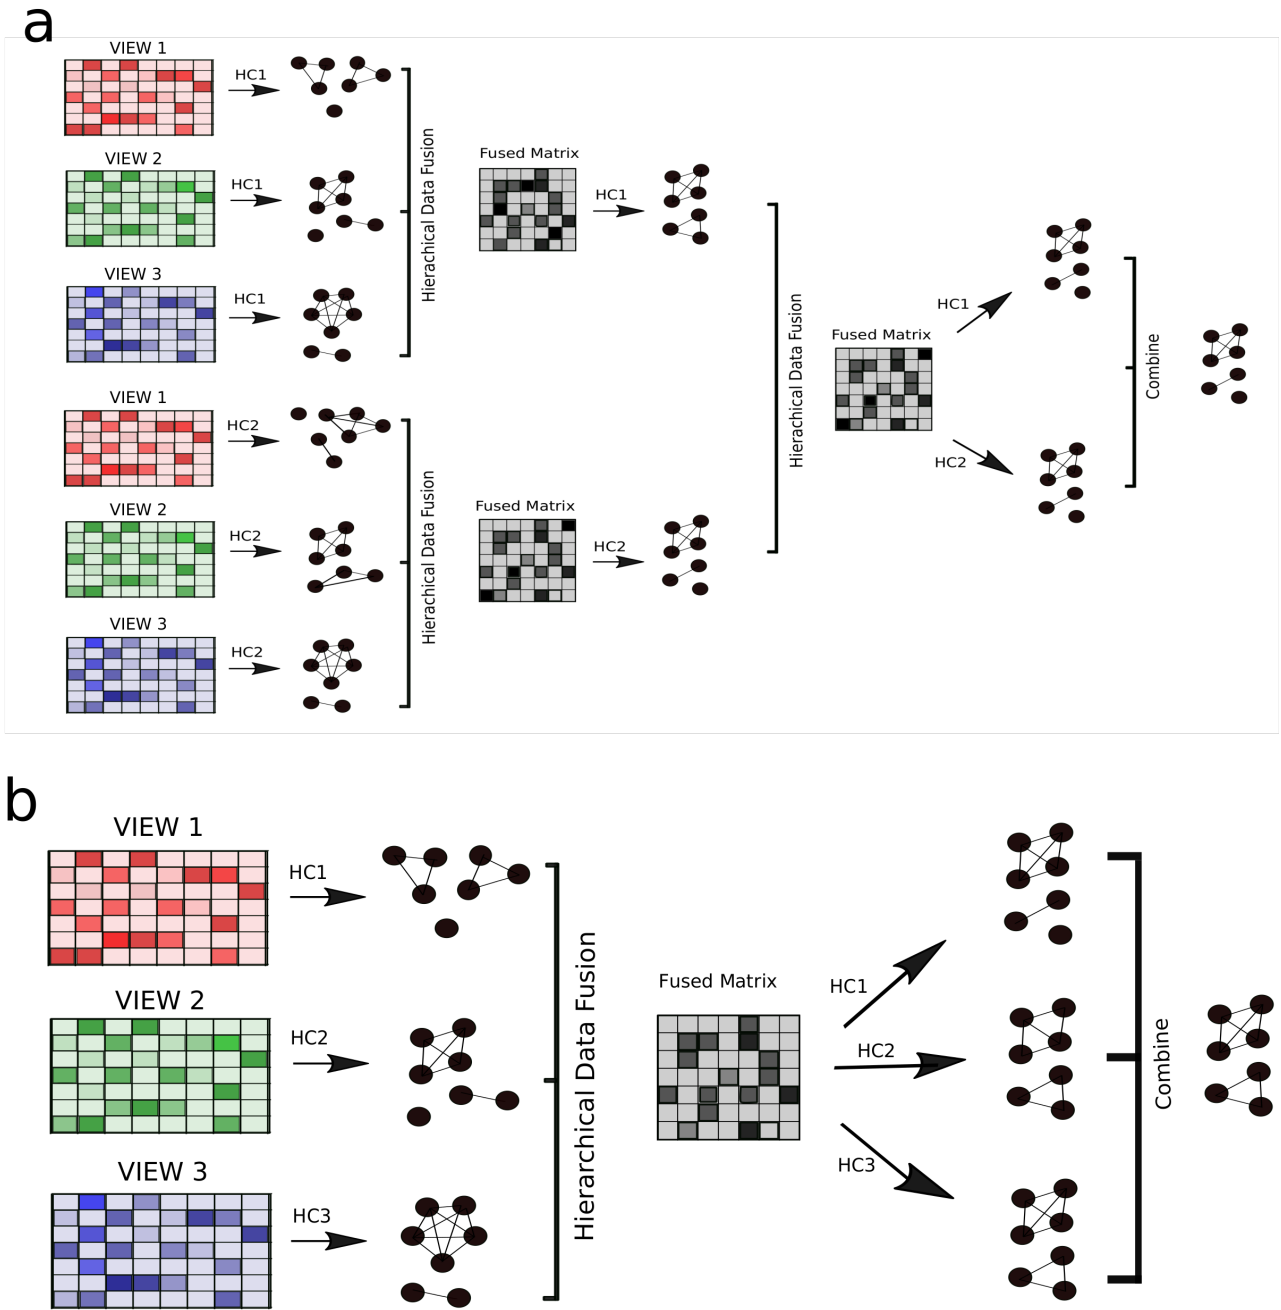 a
VIEW 1
HC1
VIEW 2
HC1
VIEW 3
HC1
Hierachical Data Fusion
Fused Matrix
HC1
VIEW 1
HC2
VIEW 2
HC2
VIEW 3
HC2
Hierachical Data Fusion
Fused Matrix
HC2
Hierachical Data Fusion
Fused Matrix
HC1
HC2
Combine
b
VIEW 1
HC1
VIEW 2
HC2
VIEW 3
HC3
Hierarchical Data Fusion
Fused Matrix
HC1
HC2
HC3
Combine